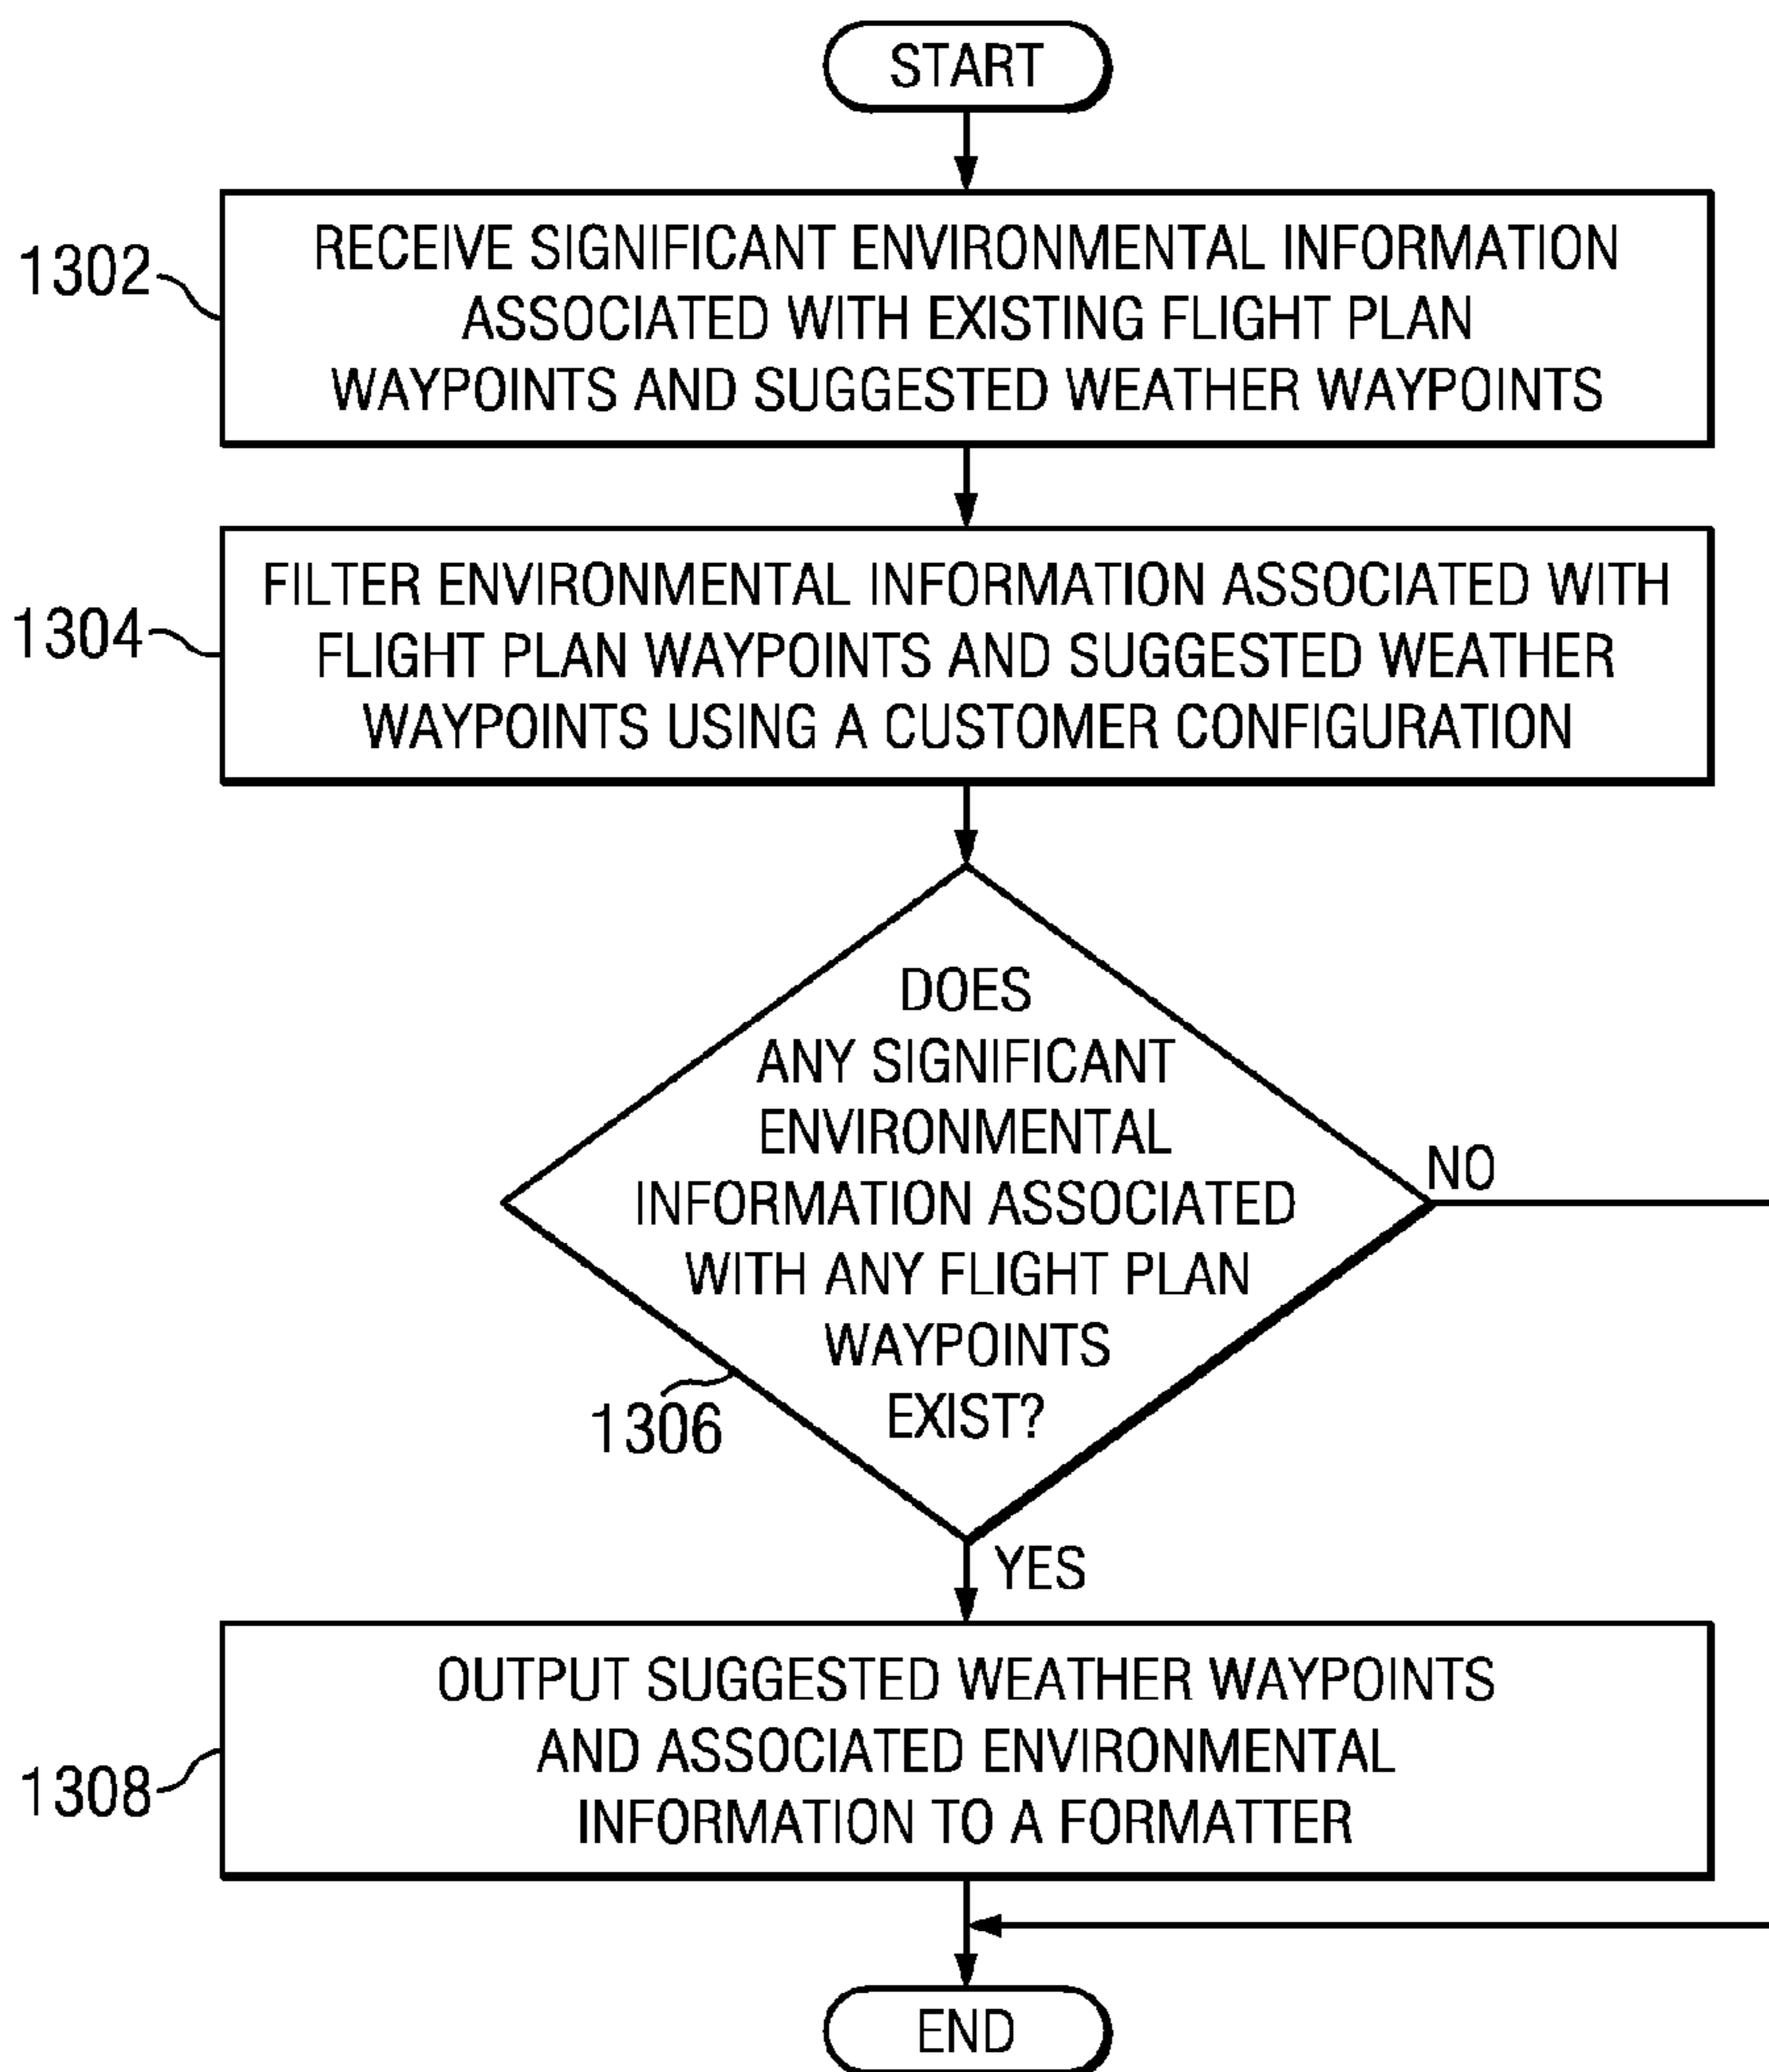 START
1302
RECEIVE SIGNIFICANT ENVIRONMENTAL INFORMATION
ASSOCIATED WITH EXISTING FLIGHT PLAN
WAYPOINTS AND SUGGESTED WEATHER WAYPOINTS
1304
FILTER ENVIRONMENTAL INFORMATION ASSOCIATED WITH
FLIGHT PLAN WAYPOINTS AND SUGGESTED WEATHER
WAYPOINTS USING A CUSTOMER CONFIGURATION
DOES
ANY SIGNIFICANT
ENVIRONMENTAL
INFORMATION ASSOCIATED
WITH ANY FLIGHT PLAN
WAYPOINTS
EXIST?
NO
1306
YES
1308
OUTPUT SUGGESTED WEATHER WAYPOINTS
AND ASSOCIATED ENVIRONMENTAL
INFORMATION TO A FORMATTER
END